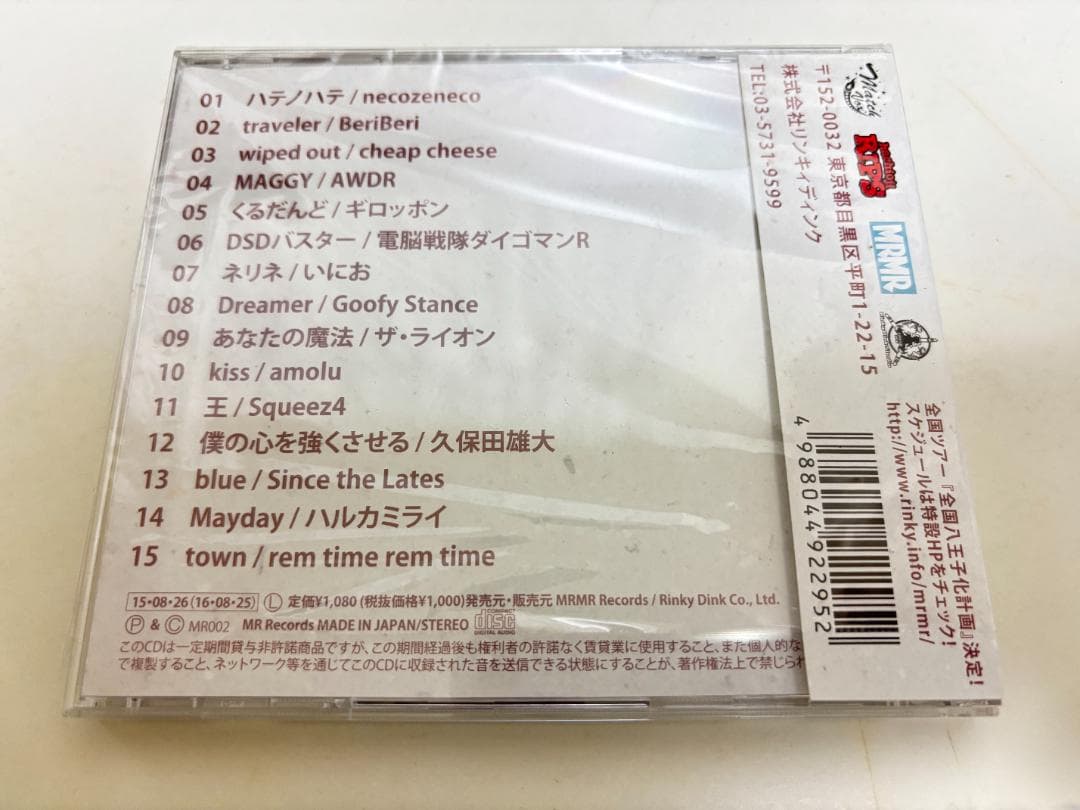 01 ハテノハテ / necozeneco
02 traveler / BeriBeri
03 wiped out / cheap cheese
04 MAGGY / AWDR
05 くるだんど / ギロッポン
06 DSDバスター / 電脳戦隊ダイゴマンR
07 ネリネ / いにお
08 Dreamer / Goofy Stance
09 あなたの魔法 / ザ・ライオン
10 kiss / amolu
11 王 / Squeez4
12 僕の心を強くさせる / 久保田雄大
13 blue / Since the Lates
14 Mayday / ハルカミライ
15 town / rem time rem time
15・08・26 (16・08・25) Ⓛ 定価¥1,080 (税抜価格¥1,000) 発売元・販売元 MRMR Records / Rinky Dink Co., Ltd.
Ⓟ & Ⓒ MR002 MR Records MADE IN JAPAN/STEREO COMPACT disc DIGITAL AUDIO
このCDは一定期間貸与非許諾商品ですが、この期間経過後も権利者の許諾なく賃貸業に使用すること、また個人的な
で複製すること、ネットワーク等を通じてこのCDに収録された音を送信できる状態にすることが、著作権法上で禁じられ
Match Vox
RIPS
MRMR
〒152-0032 東京都目黒区平町1-22-15
株式会社リンキィディンク
TEL:03-5731-9599
全国ツアー『全国八王子化計画』決定!
スケジュールは特設HPをチェック!
http://www.rinky.info/mrmr/
4988044922952